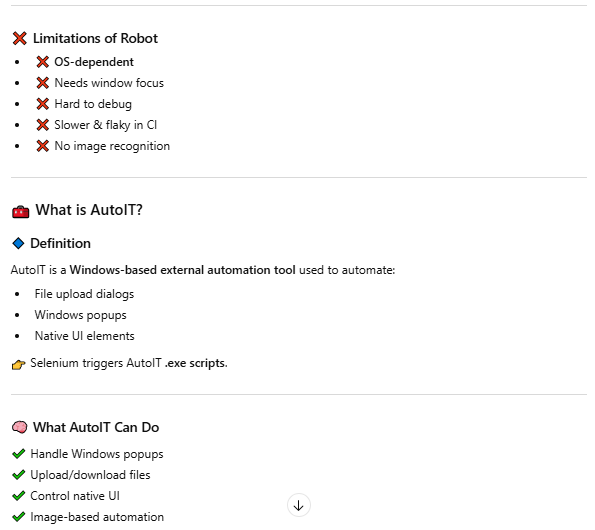 ❌ Limitations of Robot
• ❌ OS-dependent
• ❌ Needs window focus
• ❌ Hard to debug
• ❌ Slower & flaky in CI
• ❌ No image recognition
🧰 What is AutoIT?
🔷 Definition
AutoIT is a Windows-based external automation tool used to automate:
• File upload dialogs
• Windows popups
• Native UI elements
👉 Selenium triggers AutoIT .exe scripts.
🧠 What AutoIT Can Do
✔ Handle Windows popups
✔ Upload/download files
✔ Control native UI
✔ Image-based automation